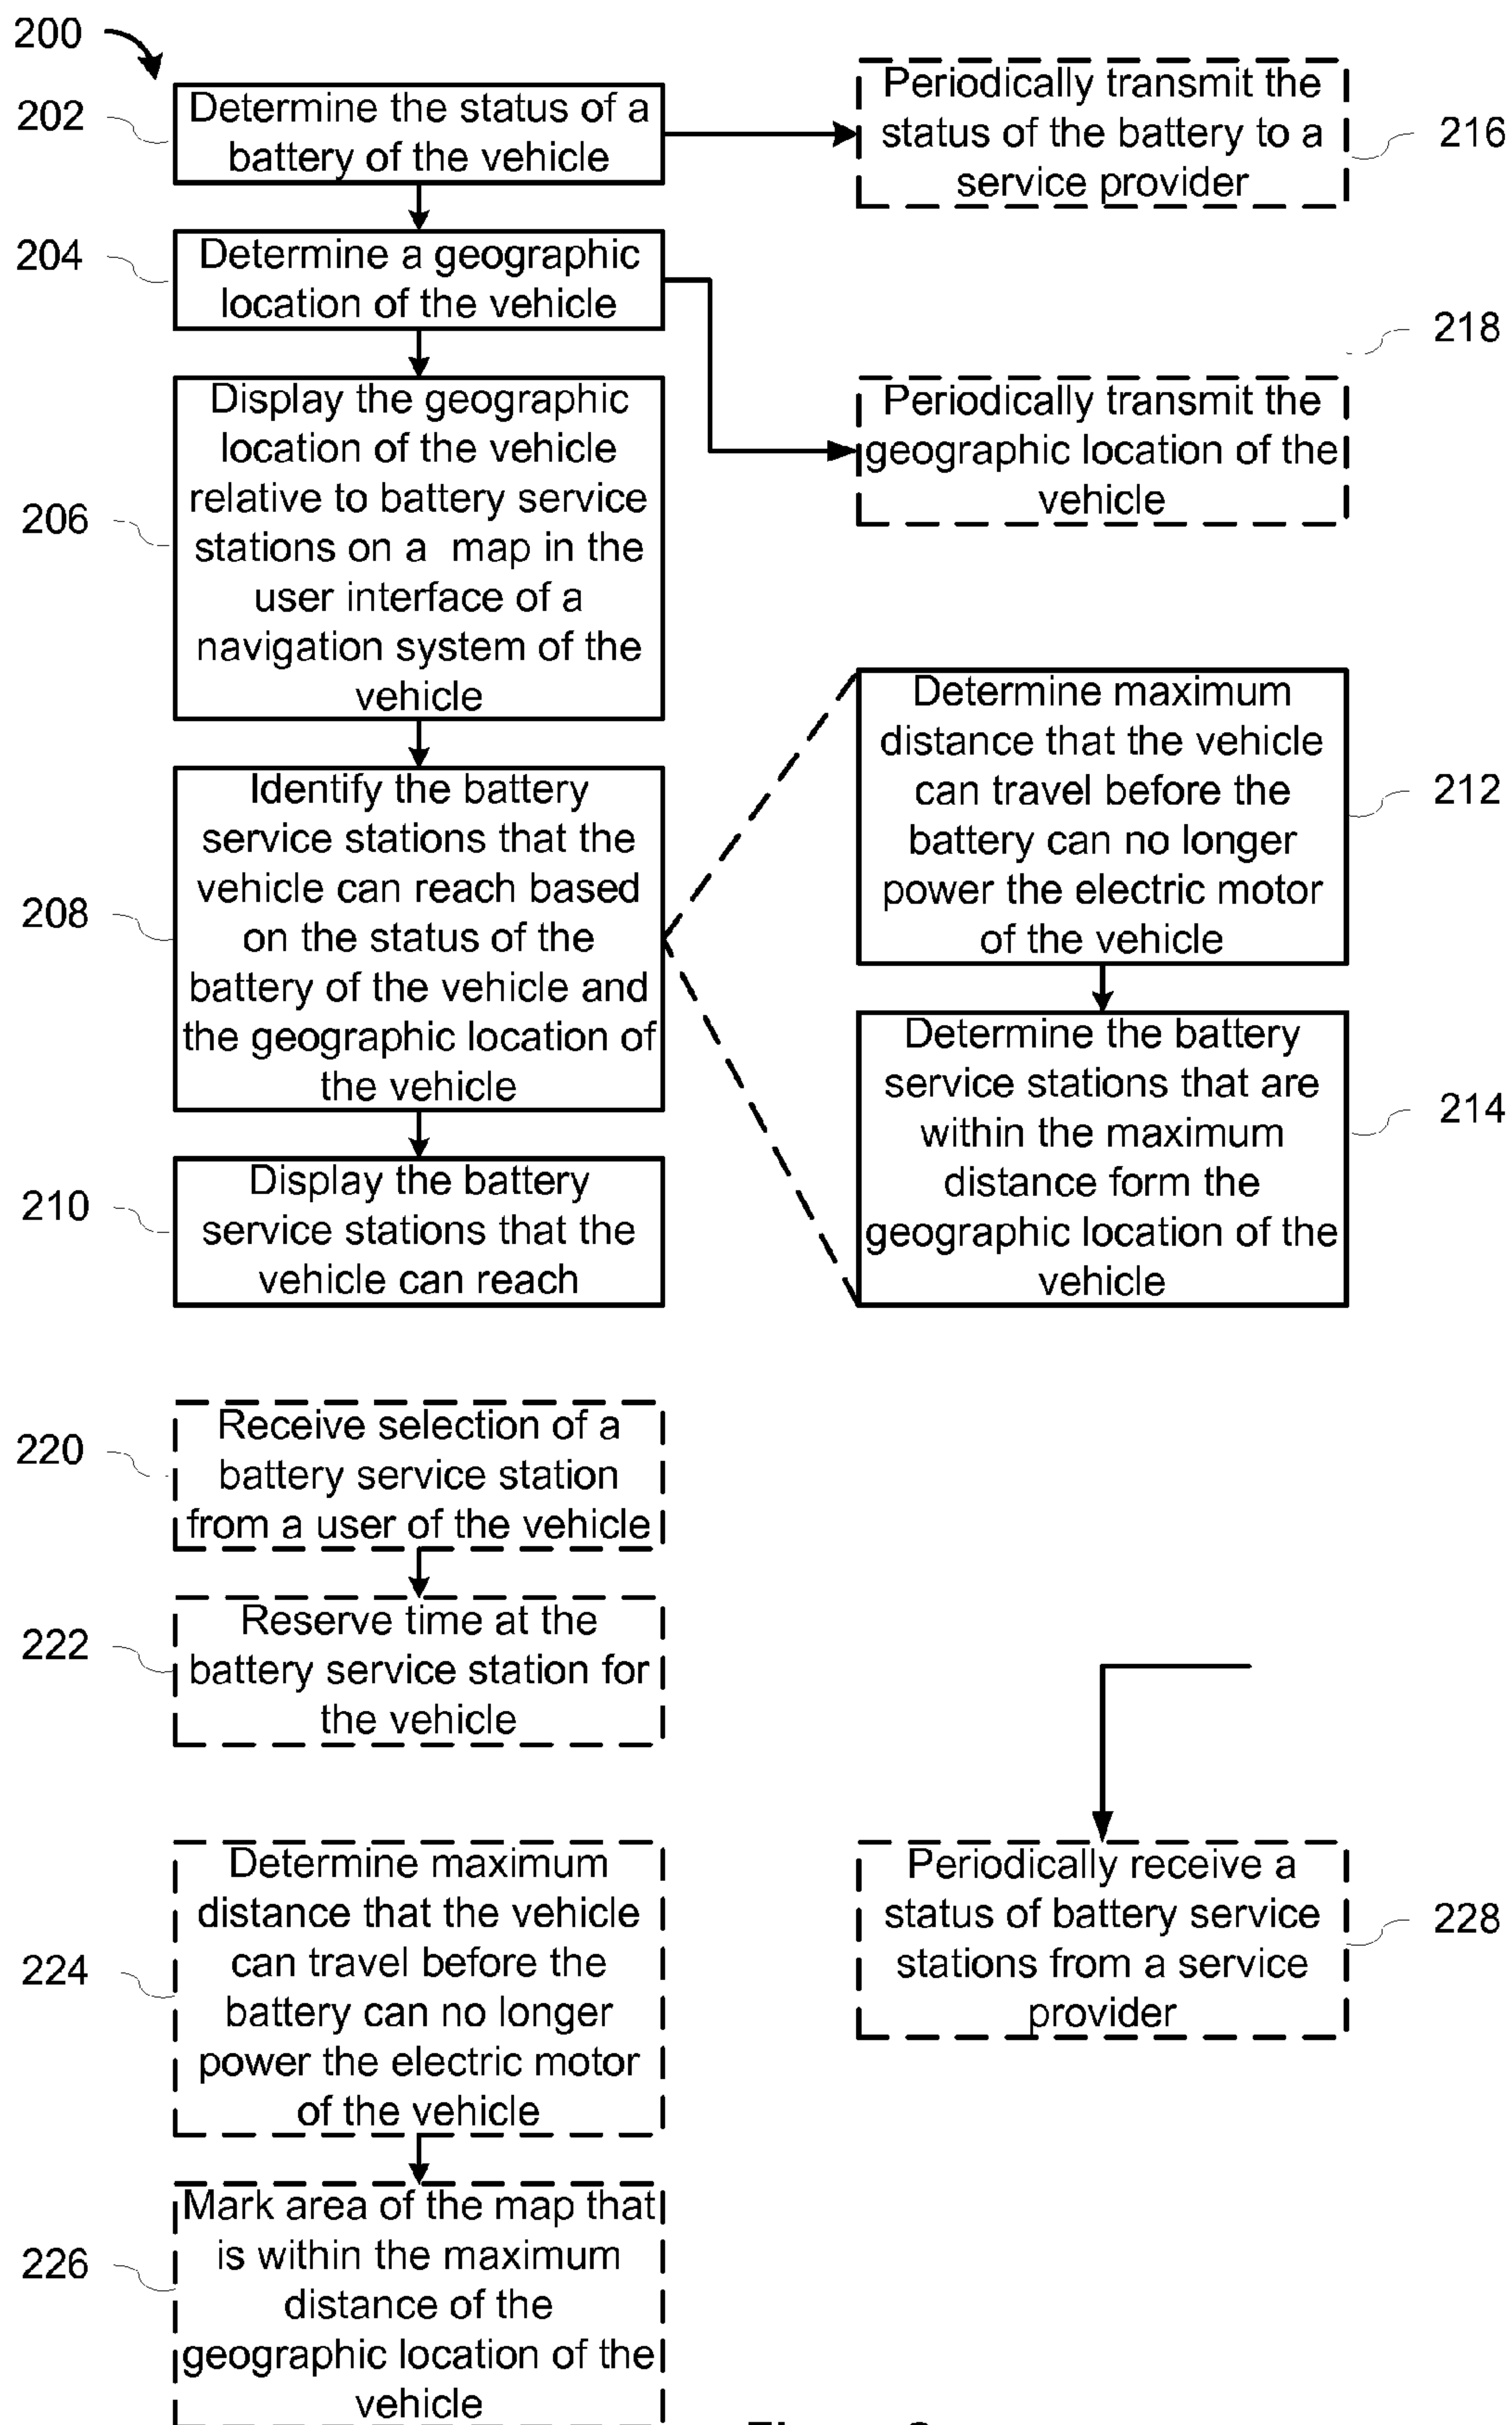 200
202
Determine the status of a
battery of the vehicle
Periodically transmit the
status of the battery to a
service provider
216
204
Determine a geographic
location of the vehicle
218
Periodically transmit the
geographic location of the
vehicle
206
Display the geographic
location of the vehicle
relative to battery service
stations on a map in the
user interface of a
navigation system of the
vehicle
208
Identify the battery
service stations that the
vehicle can reach based
on the status of the
battery of the vehicle and
the geographic location of
the vehicle
212
Determine maximum
distance that the vehicle
can travel before the
battery can no longer
power the electric motor
of the vehicle
214
Determine the battery
service stations that are
within the maximum
distance form the
geographic location of the
vehicle
210
Display the battery
service stations that the
vehicle can reach
220
Receive selection of a
battery service station
from a user of the vehicle
222
Reserve time at the
battery service station for
the vehicle
224
Determine maximum
distance that the vehicle
can travel before the
battery can no longer
power the electric motor
of the vehicle
228
Periodically receive a
status of battery service
stations from a service
provider
226
Mark area of the map that
is within the maximum
distance of the
geographic location of the
vehicle